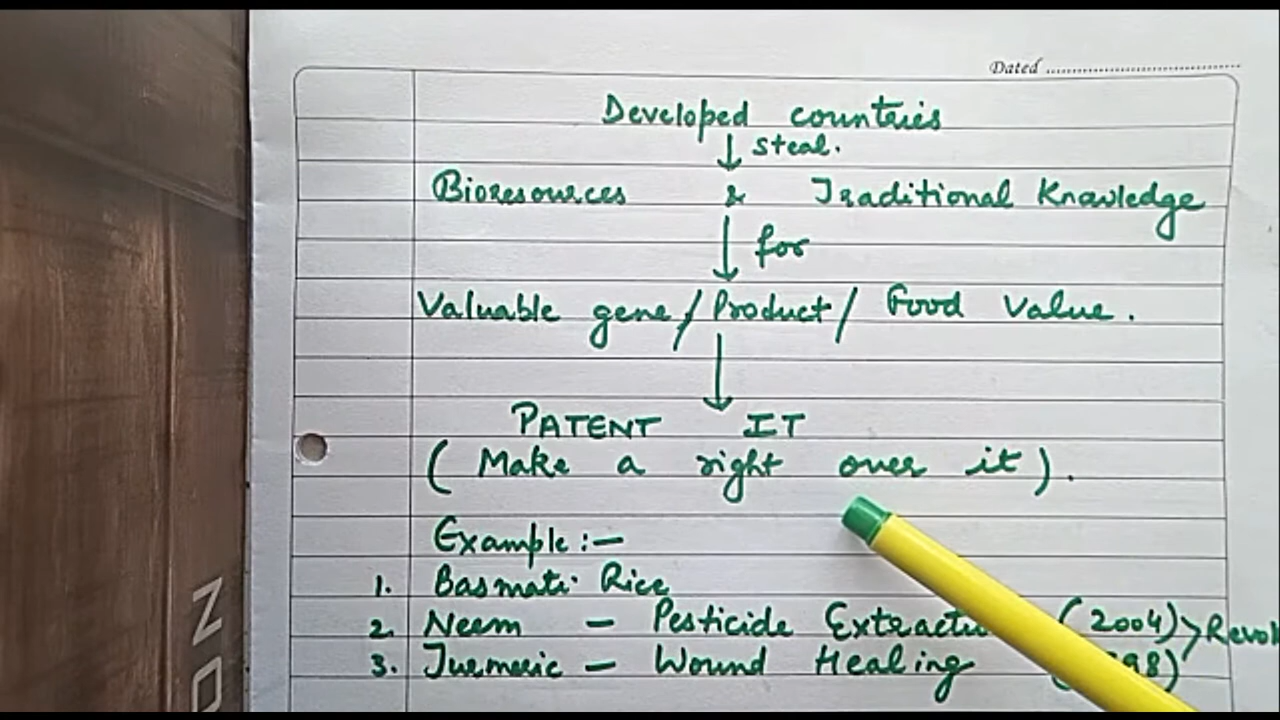 Dated
Developed countries
↓ steal.
Bioresources & Traditional Knowledge
↓ for
Valuable gene/Product/ Food Value.
↓
PATENT IT
( Make a right over it ).
Example :-
1. Basmati Rice
2. Neem - Pesticide (2004)
3. Turmeric - Wound Healing